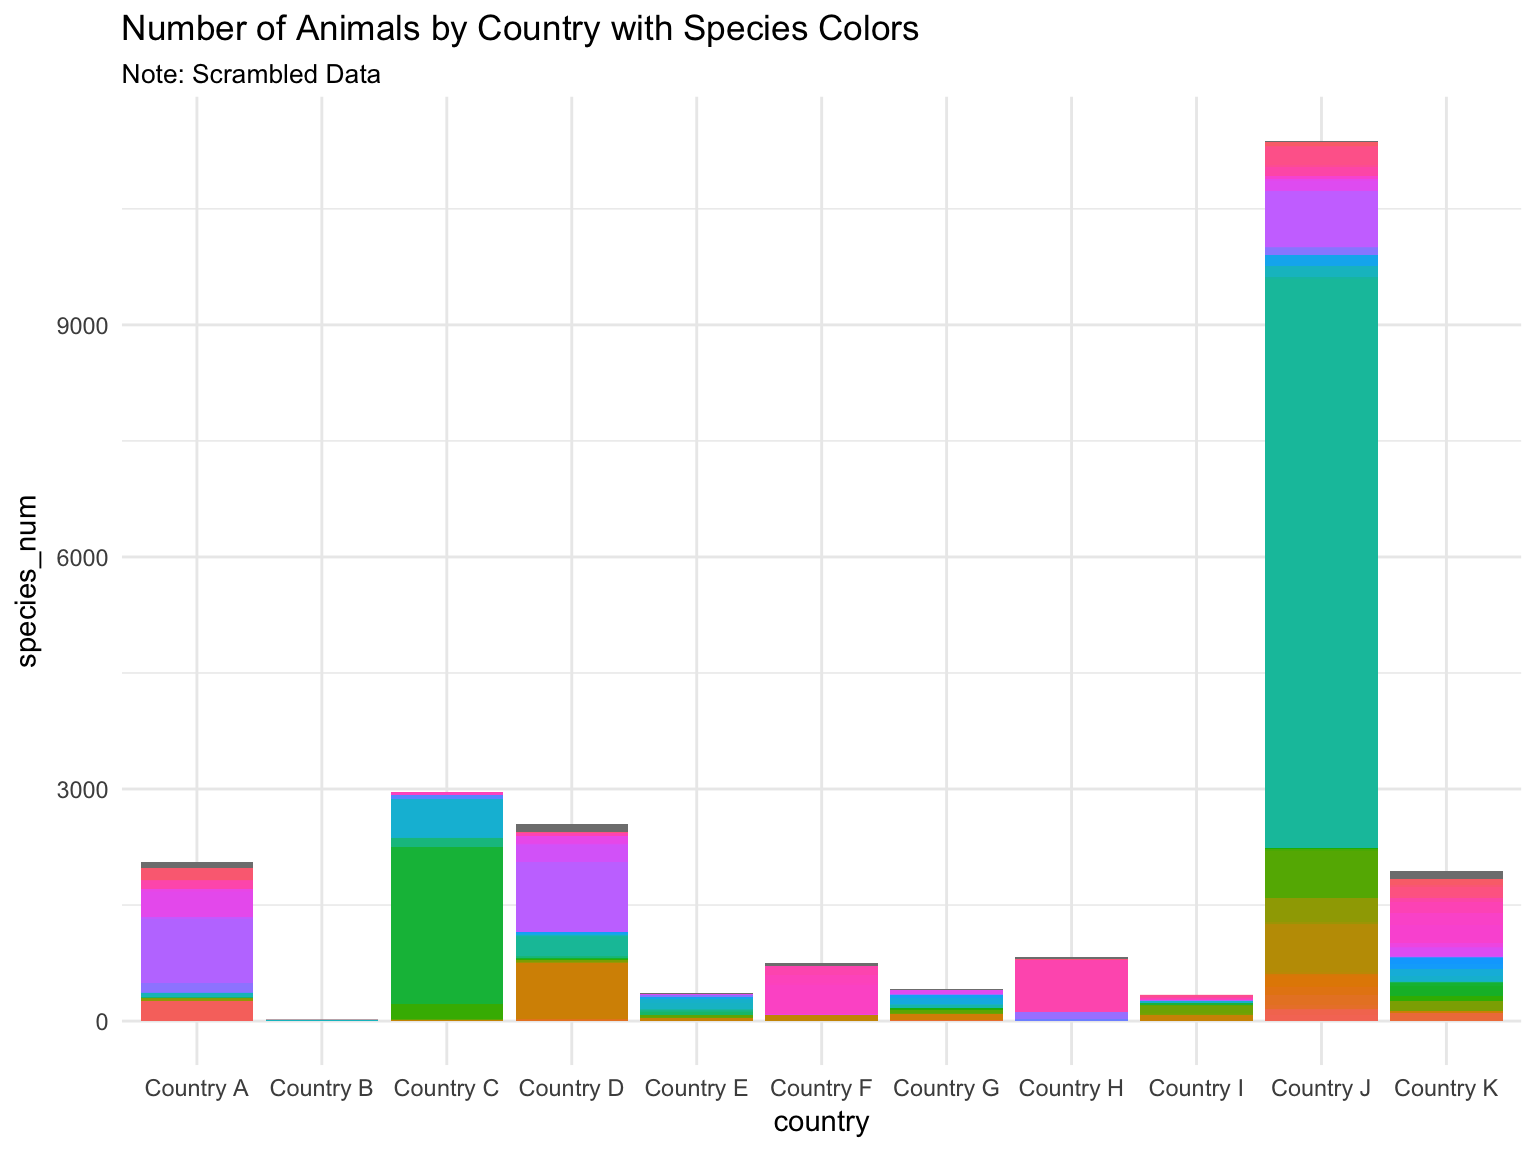 Number of Animals by Country with Species Colors
Note: Scrambled Data
species_num
9000
6000
3000
0
Country A Country B Country C Country D Country E Country F Country G Country H Country I Country J Country K
country